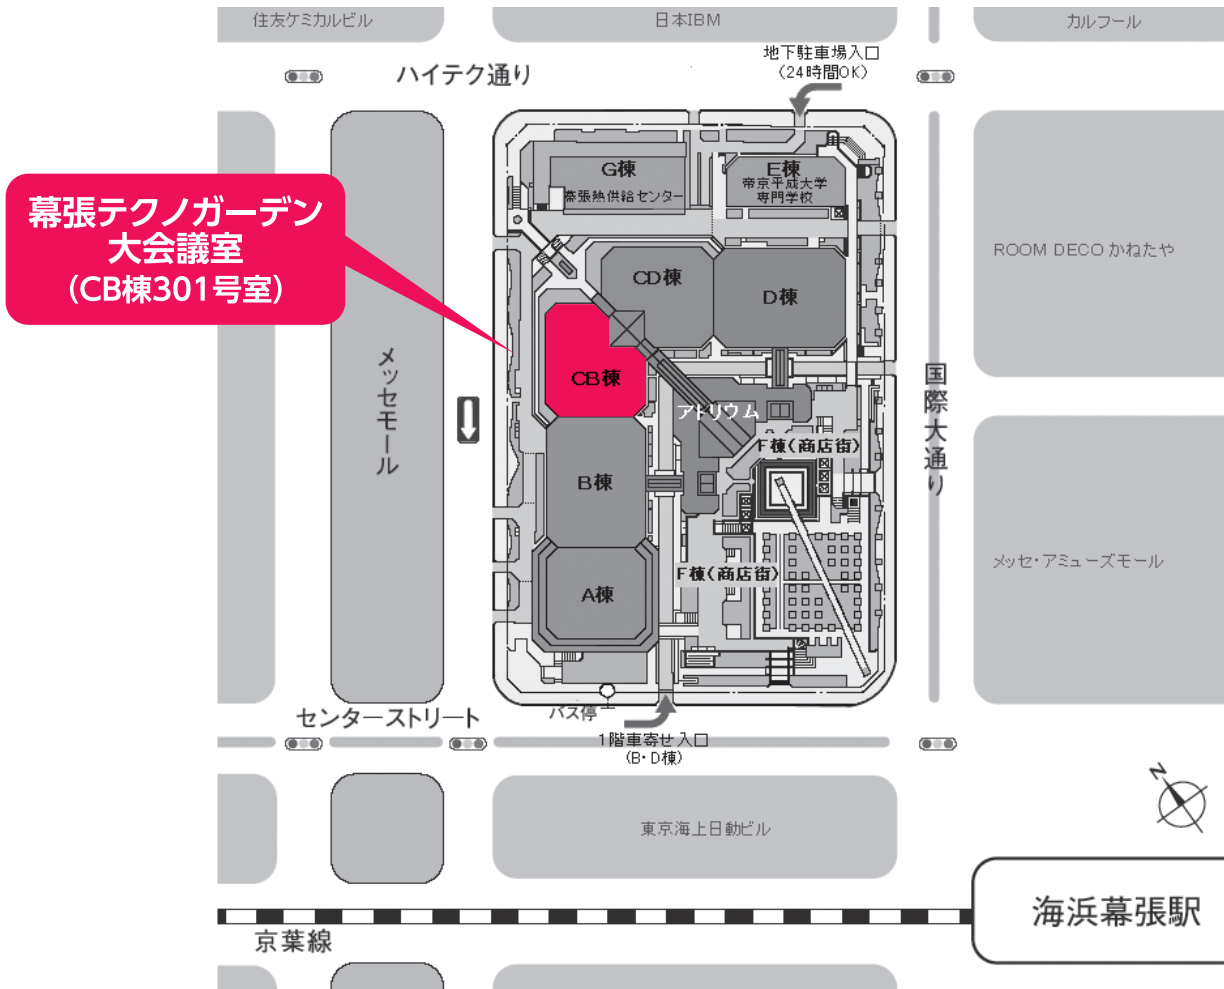 住友ケミカルビル
日本IBM
カルフール
地下駐車場入口
(24時間OK)
ハイテク通り
G棟
幕張熱供給センター
E棟
帝京平成大学
専門学校
幕張テクノガーデン
大会議室
(CB棟301号室)
ROOM DECO かねたや
CD棟
D棟
メッセモール
CB棟
国際大通り
アトリウム
F棟(商店街)
B棟
メッセ・アミューズモール
F棟(商店街)
A棟
センターストリート
バス停
1階車寄せ入口
(B・D棟)
N
東京海上日動ビル
海浜幕張駅
京葉線